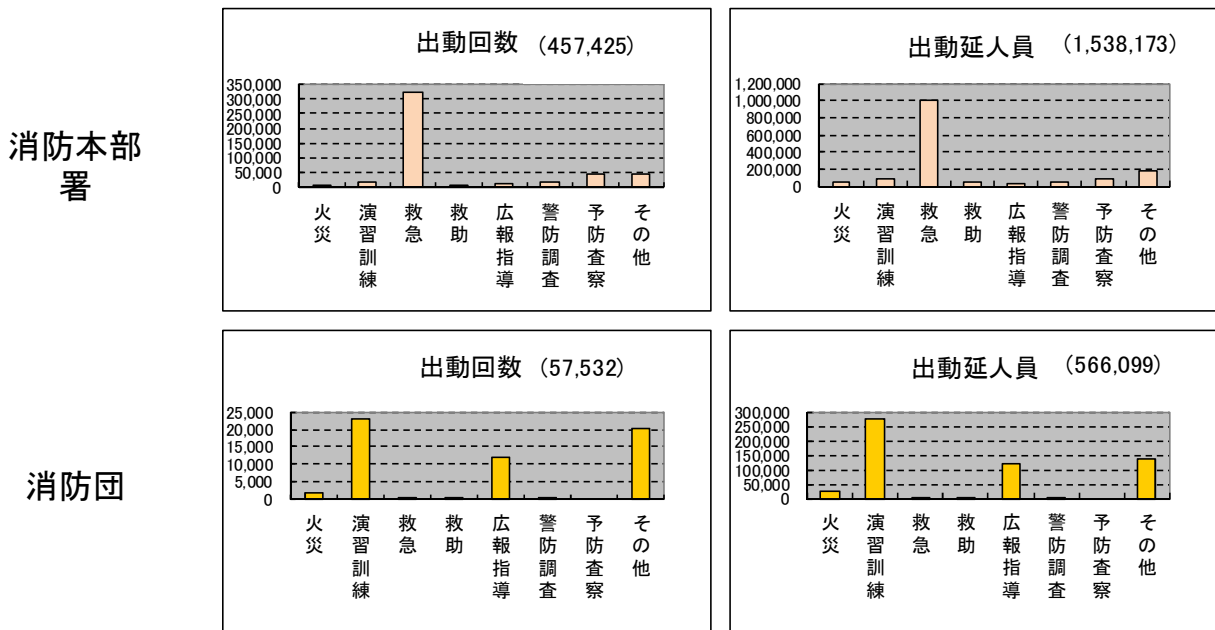 消防本部
署
出動回数 (457,425)
350,000
300,000
250,000
200,000
150,000
100,000
50,000
0
火災
演習訓練
救急
救助
広報指導
警防調査
予防査察
その他
出動延人員 (1,538,173)
1,200,000
1,000,000
800,000
600,000
400,000
200,000
0
火災
演習訓練
救急
救助
広報指導
警防調査
予防査察
その他
消防団
出動回数 (57,532)
25,000
20,000
15,000
10,000
5,000
0
火災
演習訓練
救急
救助
広報指導
警防調査
予防査察
その他
出動延人員 (566,099)
300,000
250,000
200,000
150,000
100,000
50,000
0
火災
演習訓練
救急
救助
広報指導
警防調査
予防査察
その他